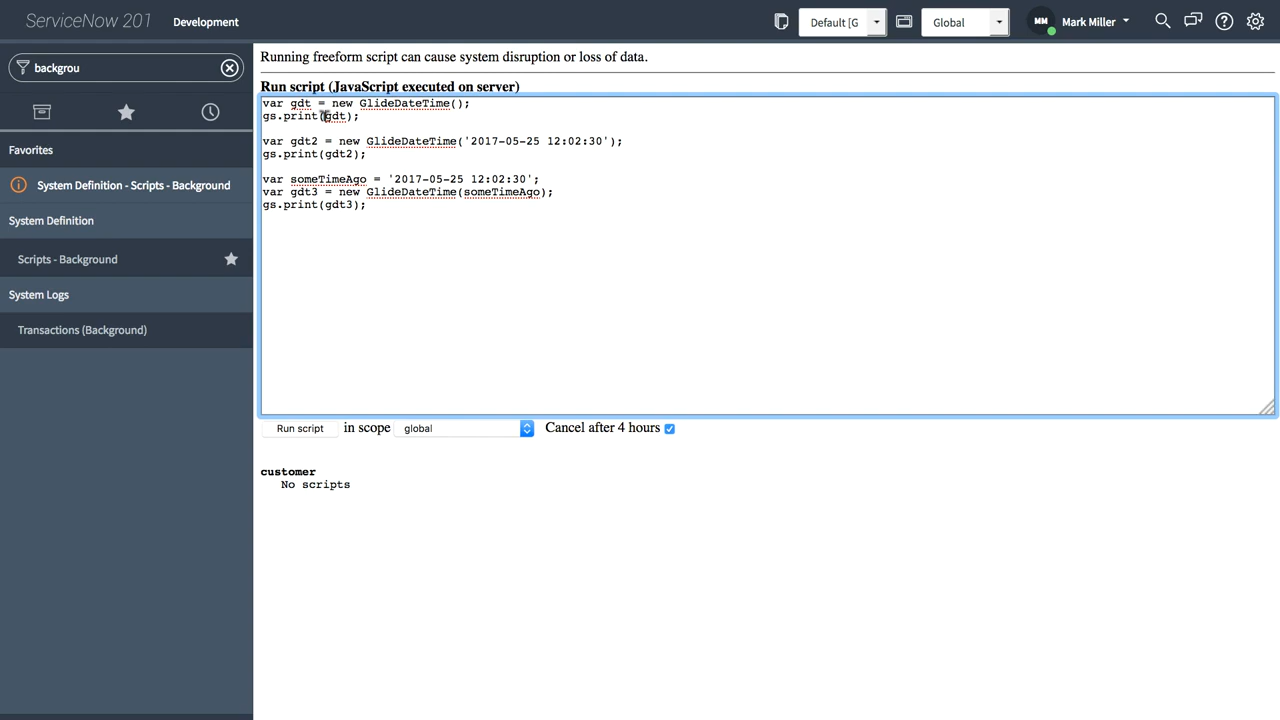 ServiceNow 201 Development Default [G Global MM Mark Miller
backgrou
Favorites
System Definition - Scripts - Background
System Definition
Scripts - Background
System Logs
Transactions (Background)
Running freeform script can cause system disruption or loss of data.
Run script (JavaScript executed on server)
var gdt = new GlideDateTime();
gs.print(gdt);
var gdt2 = new GlideDateTime('2017-05-25 12:02:30');
gs.print(gdt2);
var someTimeAgo = '2017-05-25 12:02:30';
var gdt3 = new GlideDateTime(someTimeAgo);
gs.print(gdt3);
Run script in scope global Cancel after 4 hours
customer
No scripts